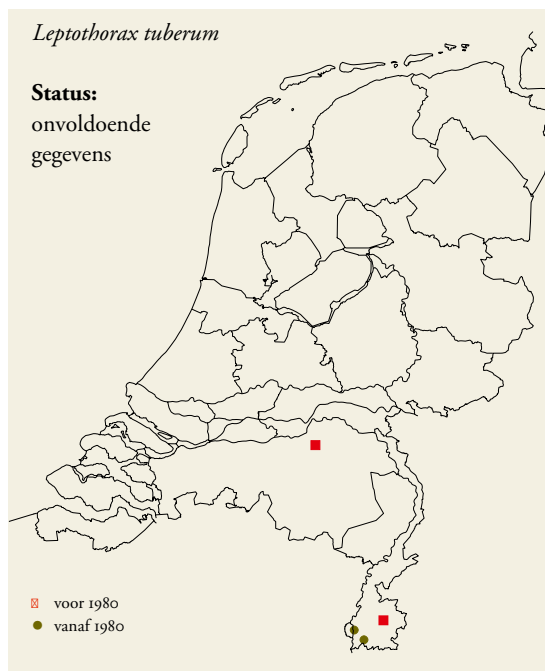 Leptothorax tuberum
Status:
onvoldoende
gegevens
voor 1980
vanaf 1980